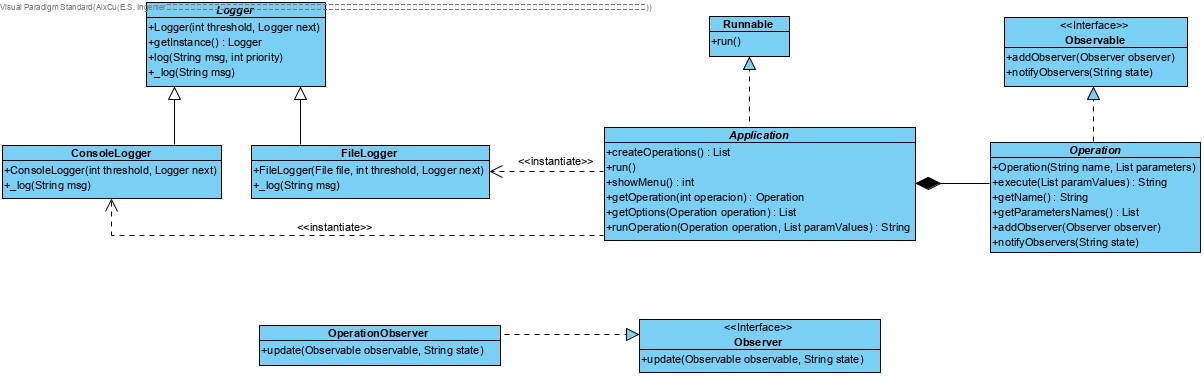 Visual Paradigm Standard(AixCu(E.S. Ingenier
Logger
+Logger(int threshold, Logger next)
+getInstance() : Logger
+log(String msg, int priority)
+_log(String msg)
Runnable
+run()
<<Interface>>
Observable
+addObserver(Observer observer)
+notifyObservers(String state)
ConsoleLogger
+ConsoleLogger(int threshold, Logger next)
+_log(String msg)
FileLogger
+FileLogger(File file, int threshold, Logger next)
+_log(String msg)
<<instantiate>>
<<instantiate>>
Application
+createOperations() : List
+run()
+showMenu() : int
+getOperation(int operacion) : Operation
+getOptions(Operation operation) : List
+runOperation(Operation operation, List paramValues) : String
Operation
+Operation(String name, List parameters)
+execute(List paramValues) : String
+getName() : String
+getParametersNames() : List
+addObserver(Observer observer)
+notifyObservers(String state)
OperationObserver
+update(Observable observable, String state)
<<Interface>>
Observer
+update(Observable observable, String state)